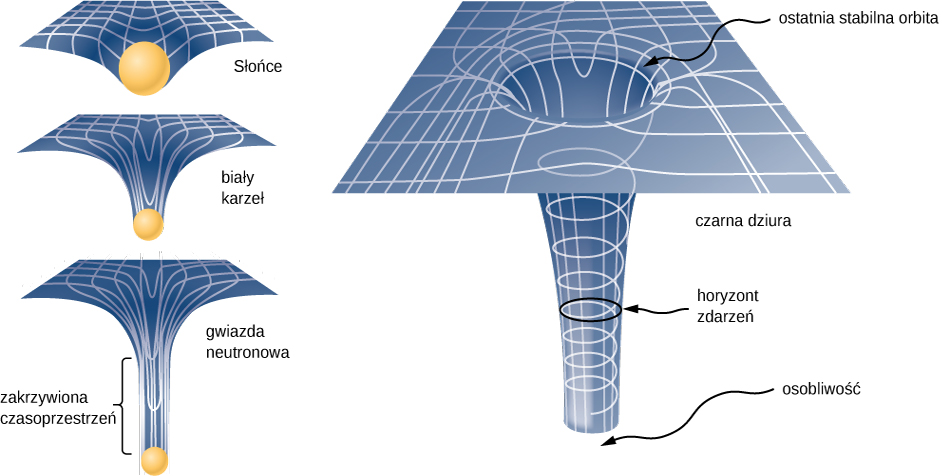 Słońce
biały
karzeł
gwiazda
neutronowa
zakrzywiona
czasoprzestrzeń
ostatnia stabilna orbita
czarna dziura
horyzont
zdarzeń
osobliwość